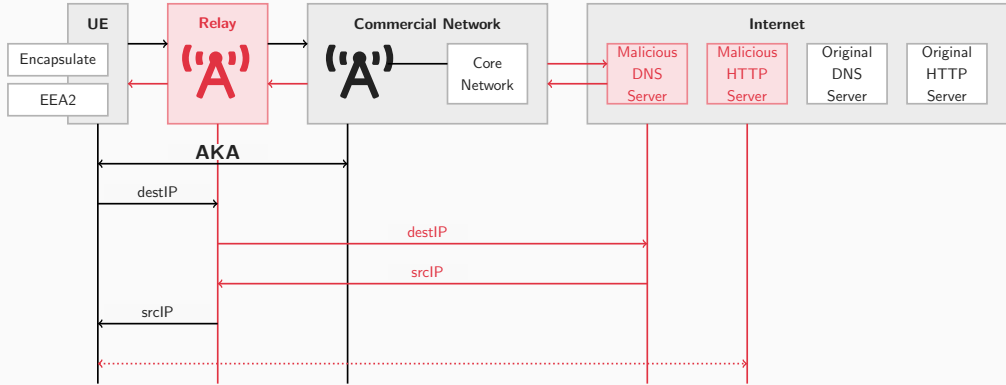 UE
Relay
Commercial Network
Internet
Encapsulate
EEA2
Core
Network
Malicious
DNS
Server
Malicious
HTTP
Server
Original
DNS
Server
Original
HTTP
Server
AKA
destIP
destIP
srcIP
srcIP